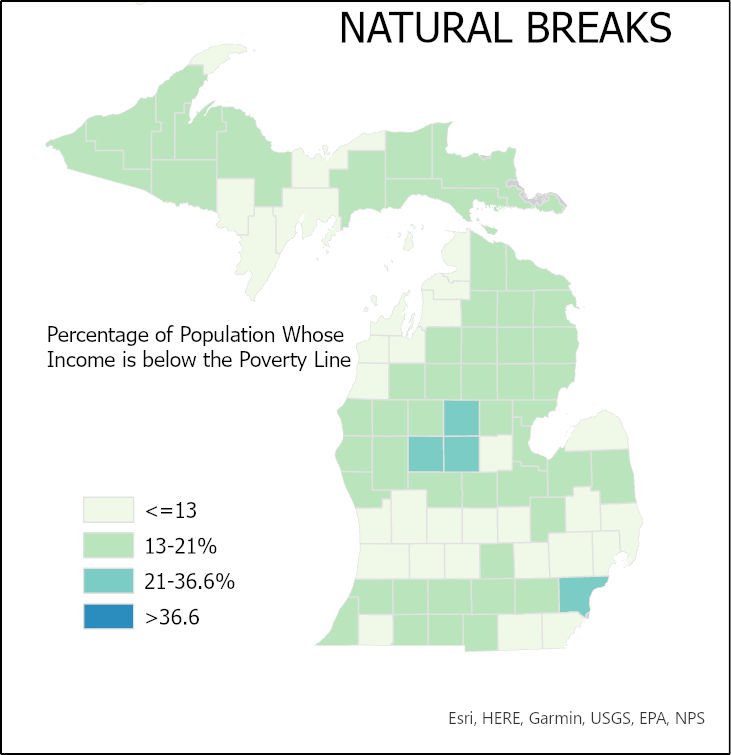 NATURAL BREAKS
Percentage of Population Whose
Income is below the Poverty Line
<=13
13-21%
21-36.6%
>36.6
Esri, HERE, Garmin, USGS, EPA, NPS